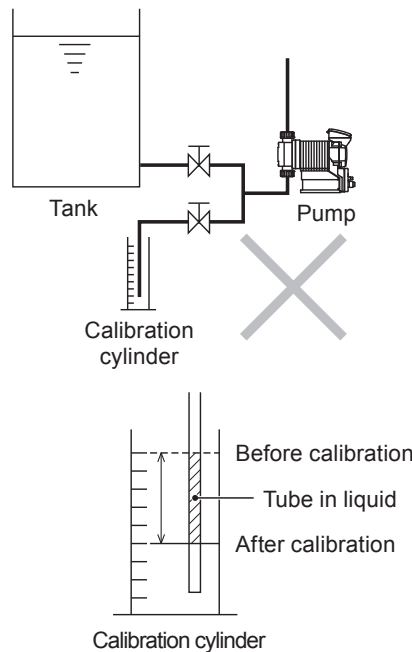 Tank
Pump
Calibration
cylinder
Before calibration
Tube in liquid
After calibration
Calibration cylinder